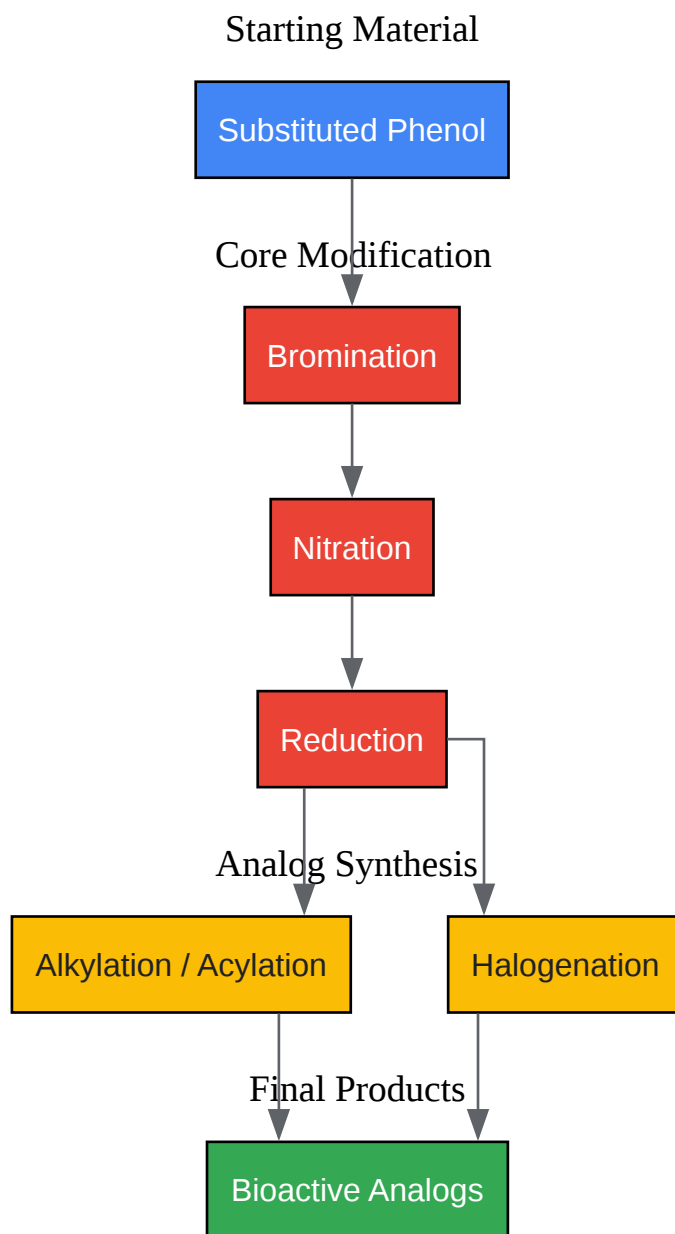 Starting Material
Substituted Phenol
Core Modification
Bromination
Nitration
Reduction
Analog Synthesis
Alkylation / Acylation
Halogenation
Final Products
Bioactive Analogs